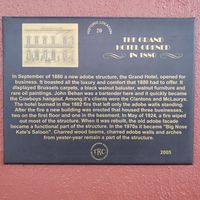 HISTORIC LOCATION
20
THE GRAND
HOTEL OPENED
IN 1880
In September of 1880 a new adobe structure, the Grand Hotel, opened for
business. It boasted all the luxury and comfort that 1880 had to offer. It
displayed Brussels carpets, a black walnut baluster, walnut furniture and
rare oil paintings. John Behan was a bartender here and it quickly became
the Cowboys hangout. Among it's clients were the Clantons and McLaurys.
The hotel burned in the 1882 fire that left only the adobe walls standing.
After the fire a new building was erected that housed three businesses,
two on the first floor and one in the basement. In May of 1924, a fire wiped
out most of the structure. When it was rebuilt, the old adobe facade
became a functional part of the structure. In the 1970s it became "Big Nose
Kate's Saloon". Charred wood beams, charred adobe walls and arches
from yester-year remain a part of the structure.
TRC
2005